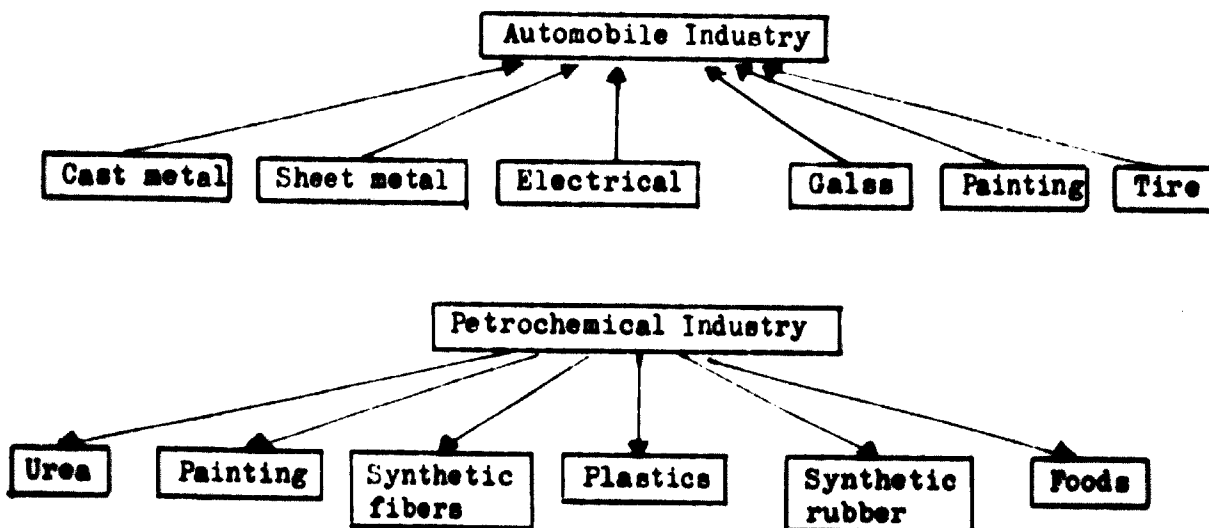 Automobile Industry
Cast metal
Sheet metal
Electrical
Galss
Painting
Tire
Petrochemical Industry
Urea
Painting
Synthetic
fibers
Plastics
Synthetic
rubber
Foods